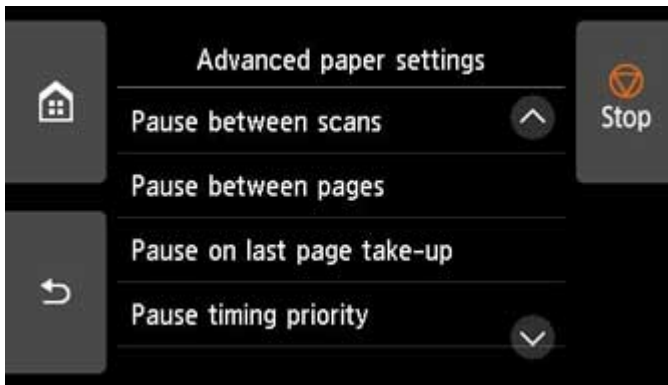 Advanced paper settings
Pause between scans
Stop
Pause between pages
Pause on last page take-up
Pause timing priority